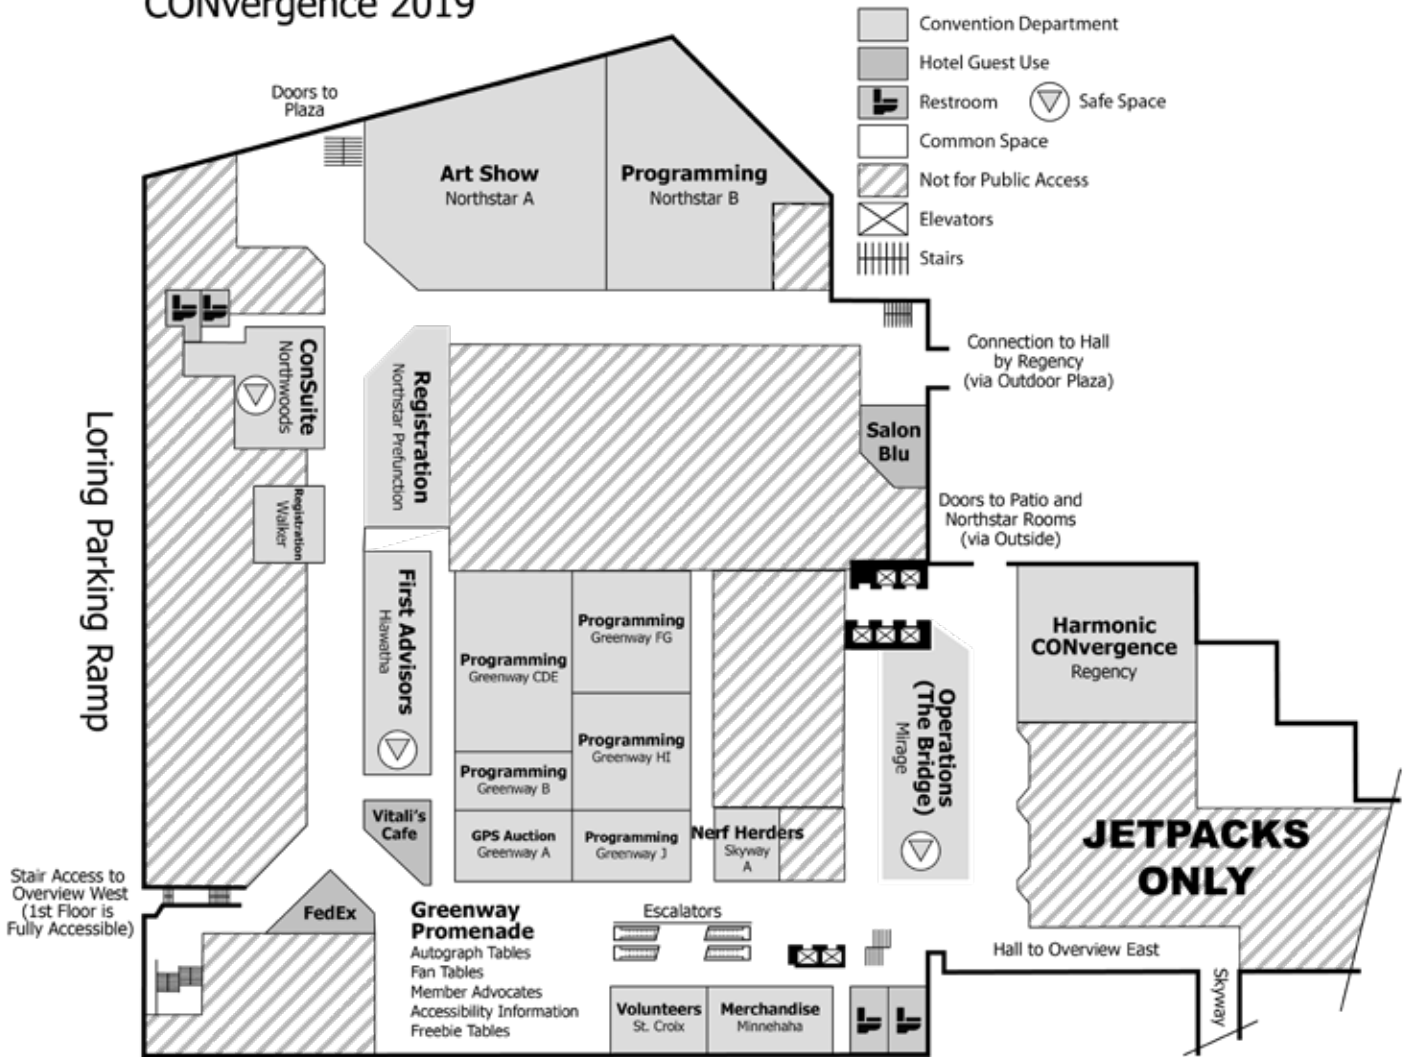 CONvergence 2019
Convention Department
Hotel Guest Use
Restroom
Safe Space
Common Space
Not for Public Access
Elevators
Stairs
Doors to
Plaza
Art Show
Northstar A
Programming
Northstar B
Connection to Hall
by Regency
(via Outdoor Plaza)
ConSuite
Northwoods
Registration
Northstar Prefunction
Salon
Blu
Loring Parking Ramp
Registration
Walker
Doors to Patio and
Northstar Rooms
(via Outside)
First Advisors
Hiawatha
Programming
Greenway CDE
Programming
Greenway FG
Programming
Greenway HI
Programming
Greenway B
Operations
(The Bridge)
Mirage
Harmonic
CONvergence
Regency
Vitali's
Cafe
GPS Auction
Greenway A
Programming
Greenway J
Nerf Herders
Skyway
A
JETPACKS
ONLY
Stair Access to
Overview West
(1st Floor is
Fully Accessible)
FedEx
Greenway
Promenade
Autograph Tables
Fan Tables
Member Advocates
Accessibility Information
Freebie Tables
Escalators
Hall to Overview East
Skyway
Volunteers
St. Croix
Merchandise
Minnehaha